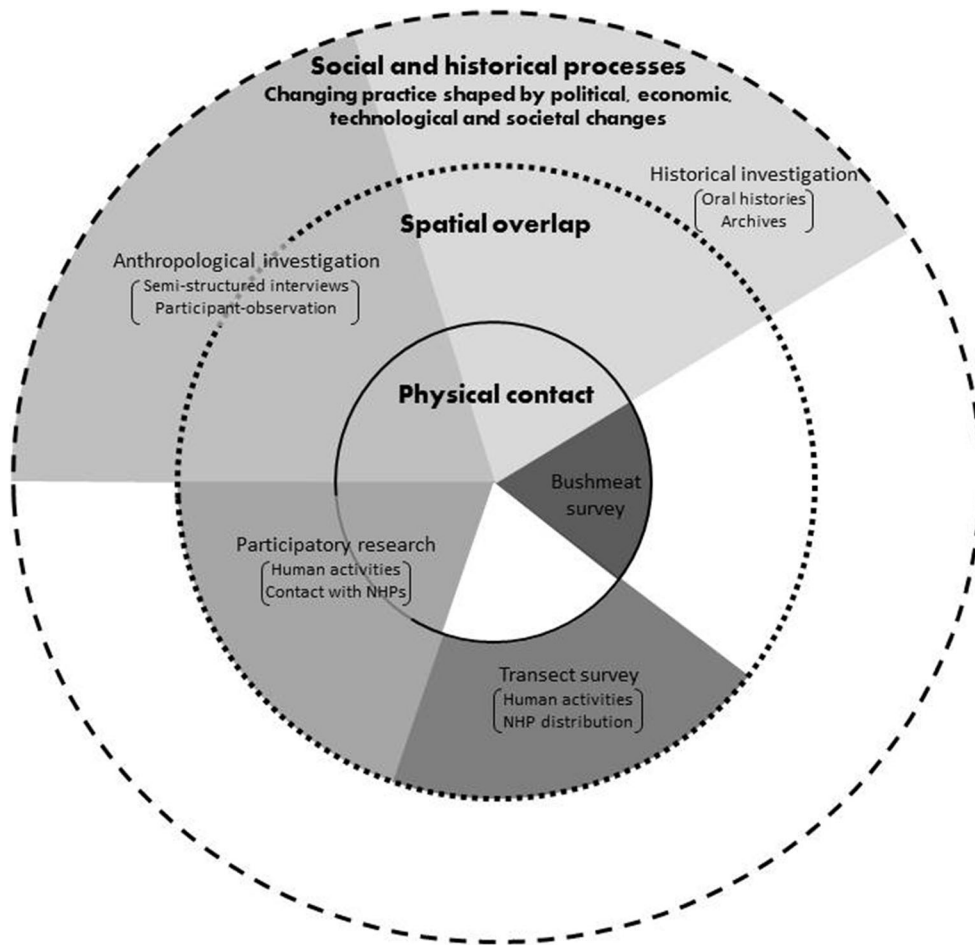 Social and historical processes
Changing practice shaped by political, economic,
technological and societal changes
Historical investigation
Oral histories
Archives
Spatial overlap
Anthropological investigation
Semi-structured interviews
Participant-observation
Physical contact
Bushmeat
survey
Participatory research
Human activities
Contact with NHPs
Transect survey
Human activities
NHP distribution